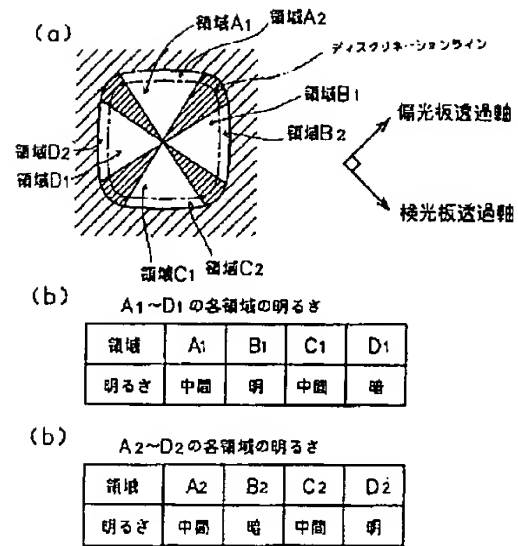 (a)
領域A1
領域A2
ディスクリネーションライン
領域B1
領域B2
領域D2
領域D1
領域C1
領域C2
偏光板透過軸
検光板透過軸
(b)
A1～D1の各領域の明るさ
領域 A1 B1 C1 D1
明るさ 中間 明 中間 暗
(b)
A2～D2の各領域の明るさ
領域 A2 B2 C2 D2
明るさ 中間 暗 中間 明